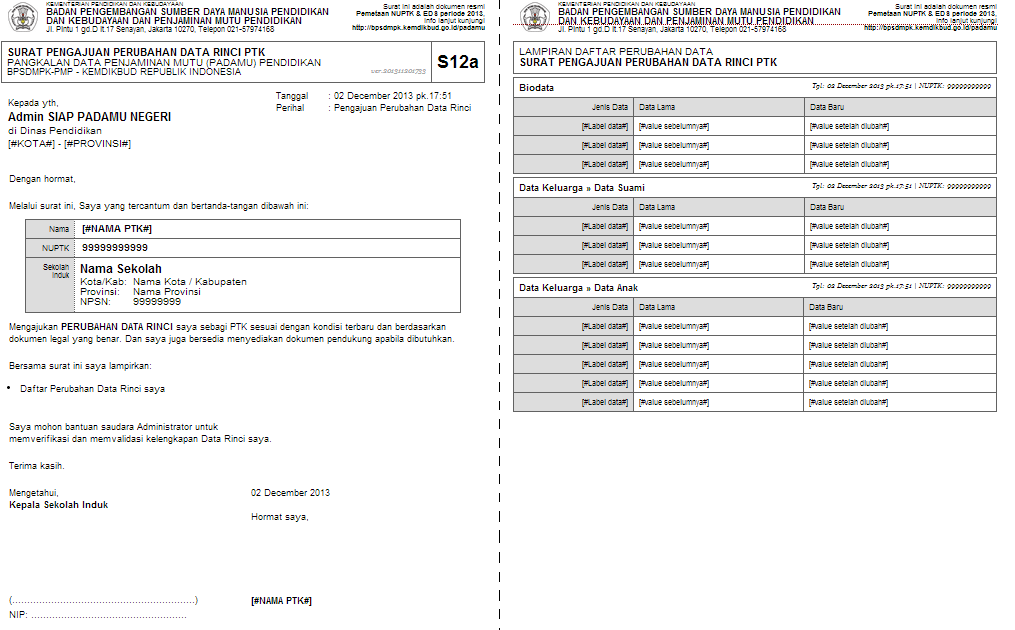 KEMENTERIAN PENDIDIKAN DAN KEBUDAYAAN
BADAN PENGEMBANGAN SUMBER DAYA MANUSIA PENDIDIKAN
DAN KEBUDAYAAN DAN PENJAMINAN MUTU PENDIDIKAN
Jl. Pintu 1 gd.D lt.17 Senayan, Jakarta 10270, Telepon 021-57974168
Surat ini adalah dokumen resmi
Pemetaan NUPTK & EDS periode 2013,
info lanjut kunjungi
http://bpsdmpk.kemdikbud.go.id/padamu
SURAT PENGAJUAN PERUBAHAN DATA RINCI PTK
PANGKALAN DATA PENJAMINAN MUTU (PADAMU) PENDIDIKAN
BPSDMPK-PMP - KEMDIKBUD REPUBLIK INDONESIA
ver.201311201733
S12a
Tanggal : 02 December 2013 pk.17:51
Perihal : Pengajuan Perubahan Data Rinci
Kepada yth,
Admin SIAP PADAMU NEGERI
di Dinas Pendidikan
[#KOTA#] - [#PROVINSI#]
Dengan hormat,
Melalui surat ini, Saya yang tercantum dan bertanda-tangan dibawah ini:
Nama [#NAMA PTK#]
NUPTK 99999999999
Sekolah Induk
Nama Sekolah
Kota/Kab: Nama Kota / Kabupaten
Provinsi: Nama Provinsi
NPSN: 99999999
Mengajukan PERUBAHAN DATA RINCI saya sebagi PTK sesuai dengan kondisi terbaru dan berdasarkan
dokumen legal yang benar. Dan saya juga bersedia menyediakan dokumen pendukung apabila dibutuhkan.
Bersama surat ini saya lampirkan:
• Daftar Perubahan Data Rinci saya
Saya mohon bantuan saudara Administrator untuk
memverifikasi dan memvalidasi kelengkapan Data Rinci saya.
Terima kasih.
Mengetahui,
Kepala Sekolah Induk
02 December 2013
Hormat saya,
(..............................................................)
[#NAMA PTK#]
NIP: ....................................................
KEMENTERIAN PENDIDIKAN DAN KEBUDAYAAN
BADAN PENGEMBANGAN SUMBER DAYA MANUSIA PENDIDIKAN
DAN KEBUDAYAAN DAN PENJAMINAN MUTU PENDIDIKAN
Jl. Pintu 1 gd.D lt.17 Senayan, Jakarta 10270, Telepon 021-57974168
Surat ini adalah dokumen resmi
Pemetaan NUPTK & EDS periode 2013,
info lanjut kunjungi
http://bpsdmpk.kemdikbud.go.id/padamu
LAMPIRAN DAFTAR PERUBAHAN DATA
SURAT PENGAJUAN PERUBAHAN DATA RINCI PTK
Biodata Tgl: 02 December 2013 pk.17:51 | NUPTK: 99999999999
Jenis Data Data Lama Data Baru
[#Label data#] [#value sebelumnya#] [#value setelah diubah#]
[#Label data#] [#value sebelumnya#] [#value setelah diubah#]
[#Label data#] [#value sebelumnya#] [#value setelah diubah#]
Data Keluarga » Data Suami Tgl: 02 December 2013 pk.17:51 | NUPTK: 99999999999
Jenis Data Data Lama Data Baru
[#Label data#] [#value sebelumnya#] [#value setelah diubah#]
[#Label data#] [#value sebelumnya#] [#value setelah diubah#]
[#Label data#] [#value sebelumnya#] [#value setelah diubah#]
Data Keluarga » Data Anak Tgl: 02 December 2013 pk.17:51 | NUPTK: 99999999999
Jenis Data Data Lama Data Baru
[#Label data#] [#value sebelumnya#] [#value setelah diubah#]
[#Label data#] [#value sebelumnya#] [#value setelah diubah#]
[#Label data#] [#value sebelumnya#] [#value setelah diubah#]
[#Label data#] [#value sebelumnya#] [#value setelah diubah#]
[#Label data#] [#value sebelumnya#] [#value setelah diubah#]